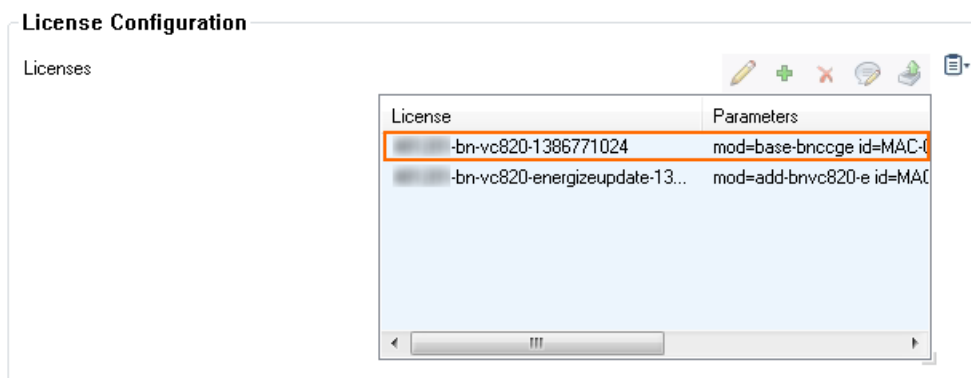 License Configuration
Licenses
License Parameters
-bn-vc820-1386771024 mod=base-bnccge id=MAC-
-bn-vc820-energizeupdate-13... mod=add-bnvc820-e id=MAC